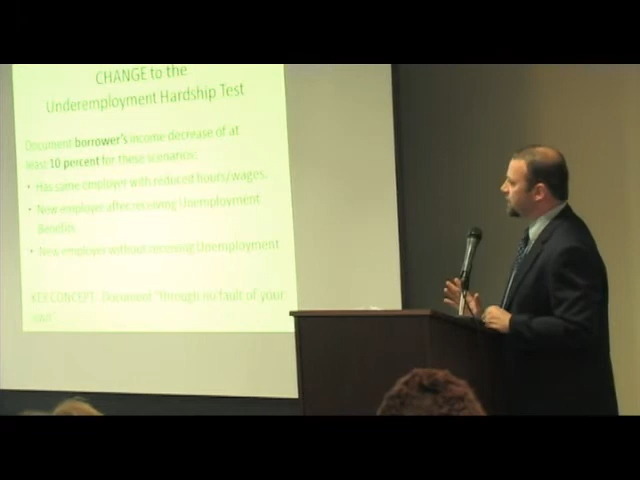 CHANGE to the
Underemployment Hardship Test
Document borrower's income decrease of at
least 10 percent for these scenarios:
• Has same employer with reduced hours/wages.
• New employer after receiving Unemployment
Benefits
• New employer without receiving Unemployment
KEY CONCEPT: Document "through no fault of your
own"